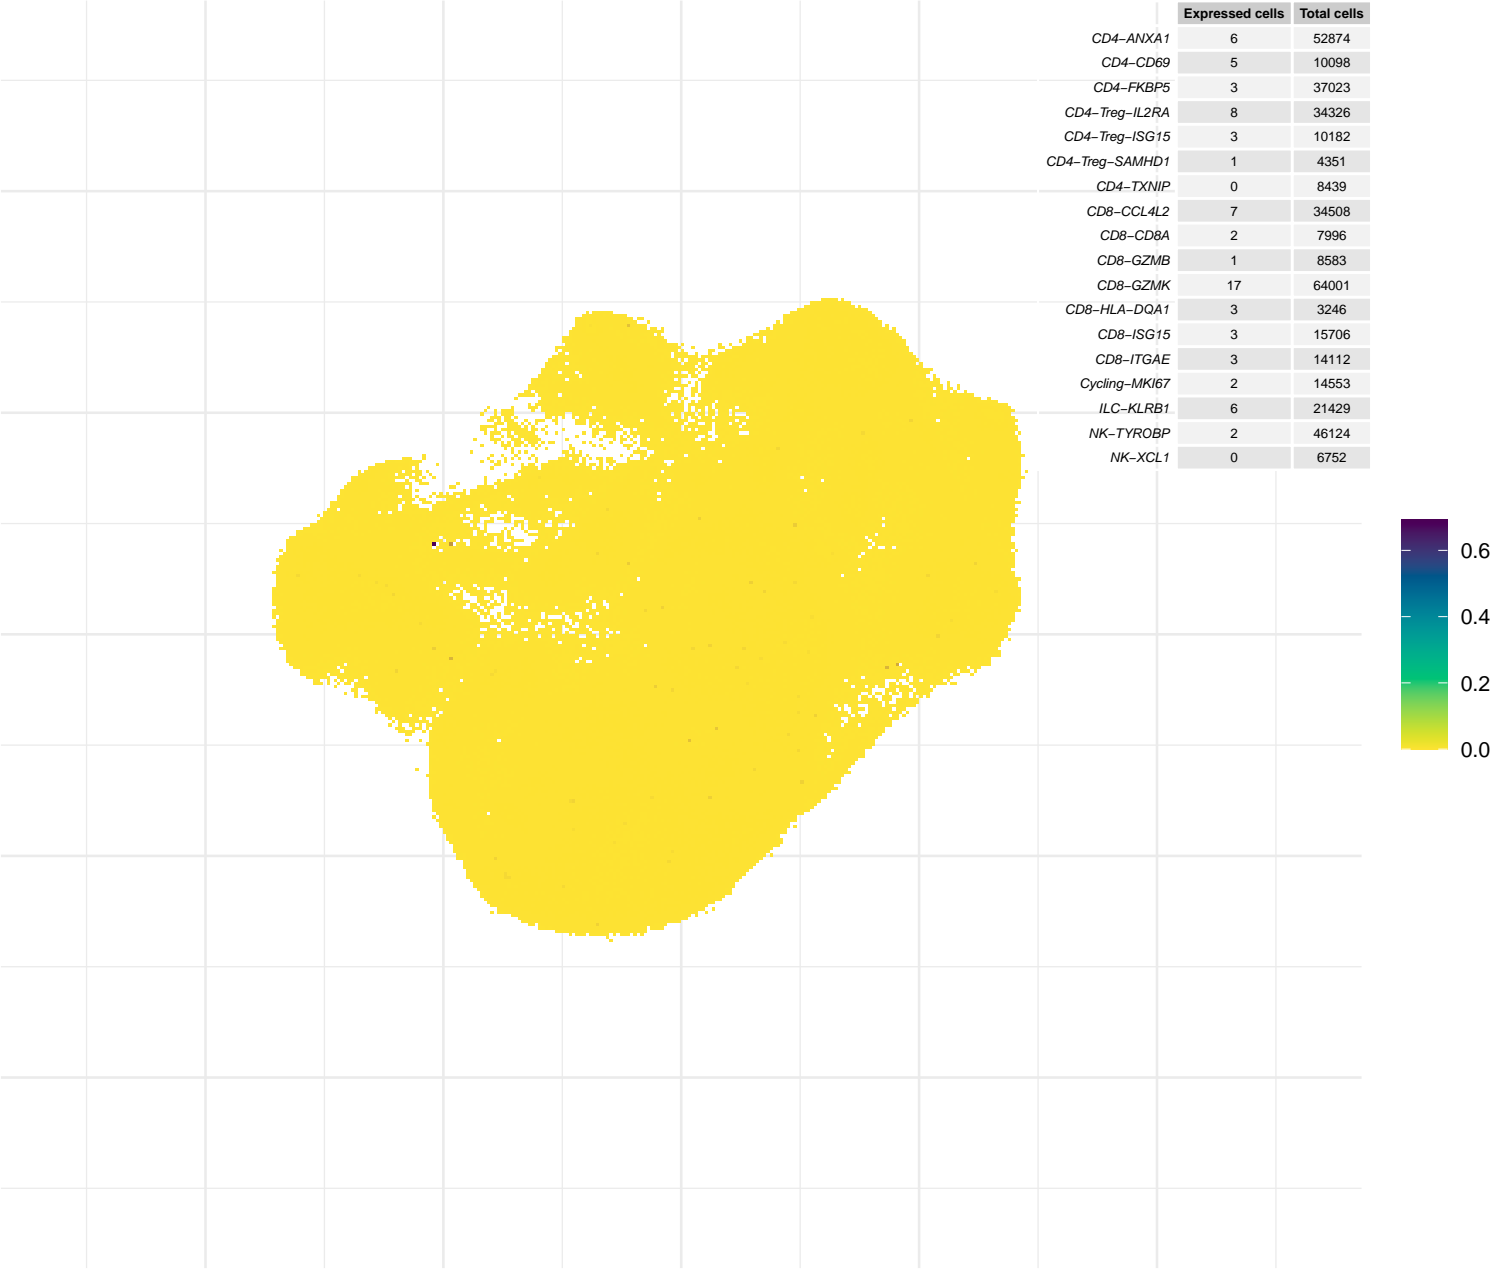 Expressed cells Total cells
CD4−ANXA1 6 52874
CD4−CD69 5 10098
CD4−FKBP5 3 37023
CD4−Treg−IL2RA 8 34326
CD4−Treg−ISG15 3 10182
CD4−Treg−SAMHD1 1 4351
CD4−TXNIP 0 8439
CD8−CCL4L2 7 34508
CD8−CD8A 2 7996
CD8−GZMB 1 8583
CD8−GZMK 17 64001
CD8−HLA−DQA1 3 3246
CD8−ISG15 3 15706
CD8−ITGAE 3 14112
Cycling−MKI67 2 14553
ILC−KLRB1 6 21429
NK−TYROBP 2 46124
NK−XCL1 0 6752
0.6
0.4
0.2
0.0